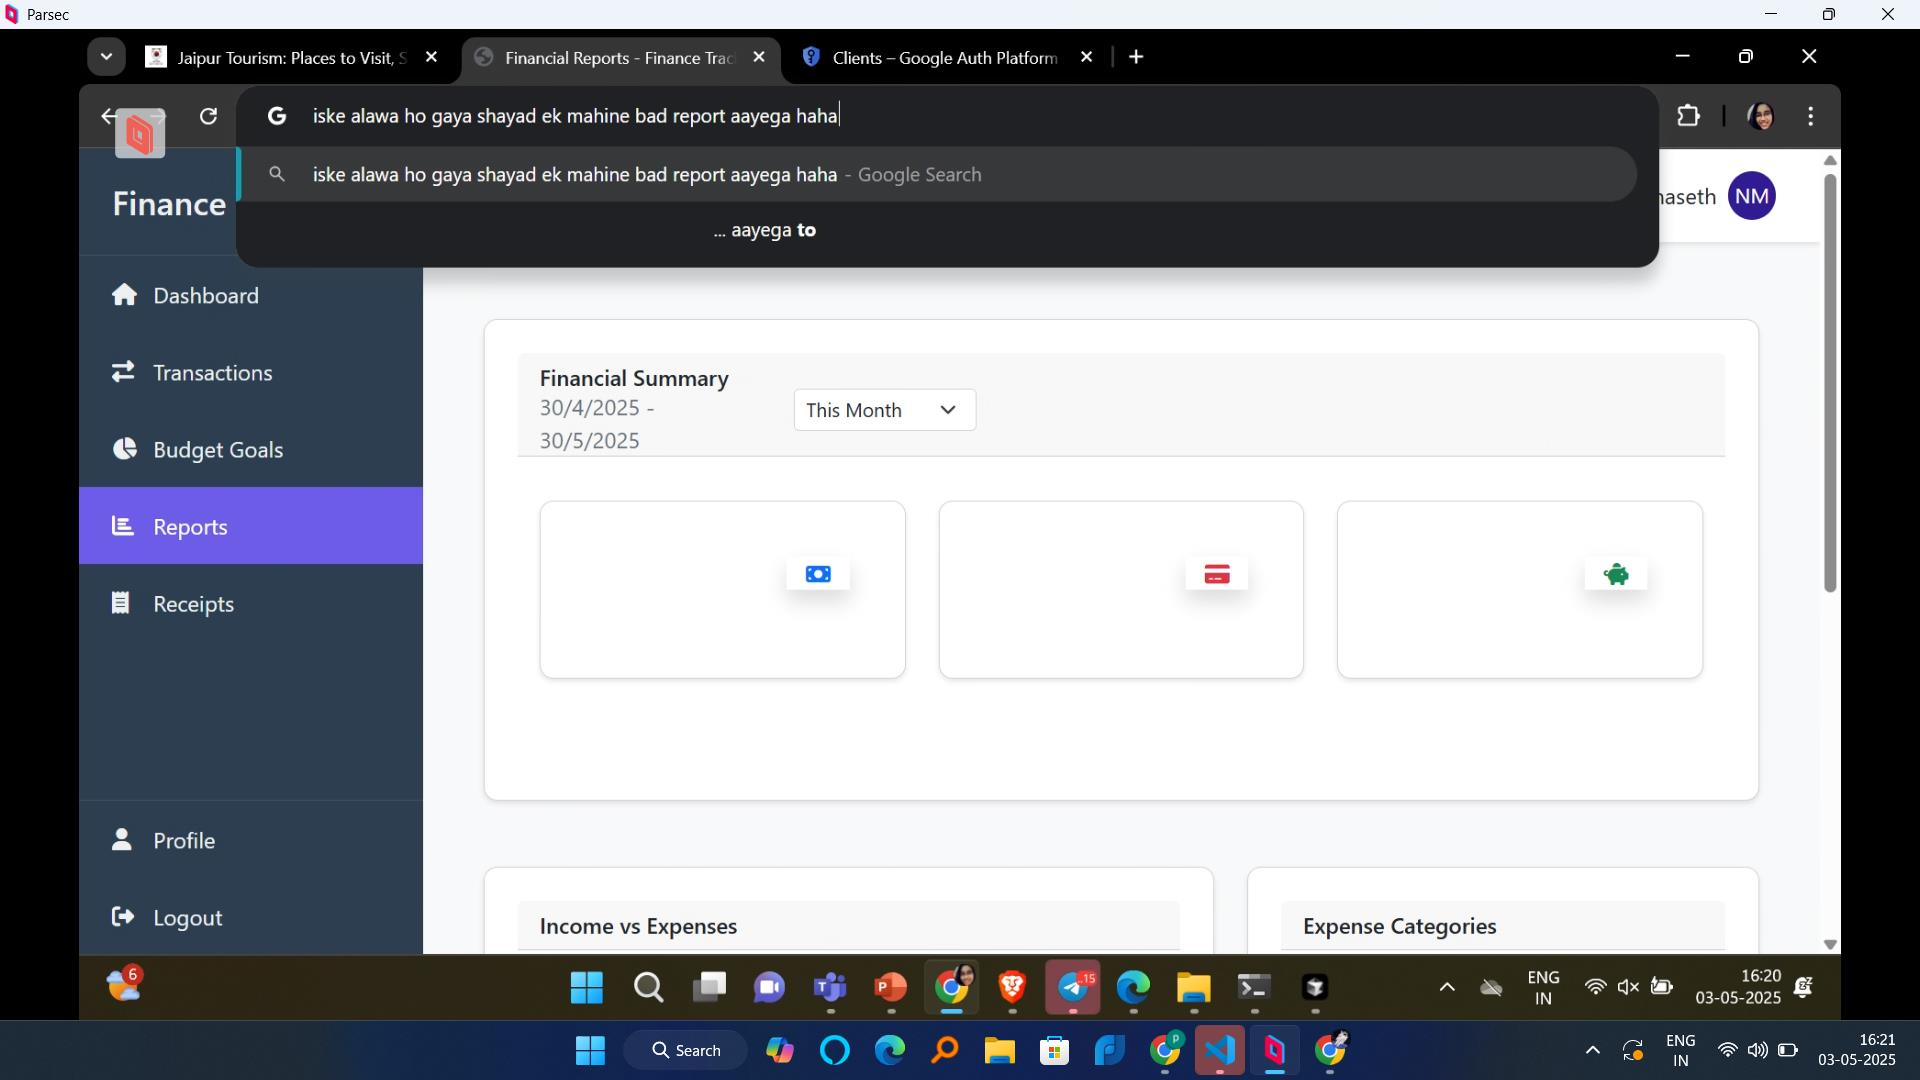 Parsec
Jaipur Tourism: Places to Visit, S
Financial Reports - Finance Trac
Clients – Google Auth Platform
iske alawa ho gaya shayad ek mahine bad report aayega haha
iske alawa ho gaya shayad ek mahine bad report aayega haha - Google Search
... aayega to
Finance
haseth
NM
Dashboard
Transactions
Budget Goals
Reports
Receipts
Profile
Logout
Financial Summary
30/4/2025 -
30/5/2025
This Month
Income vs Expenses
Expense Categories
6
15
ENG
IN
16:20
03-05-2025
Search
ENG
IN
16:21
03-05-2025